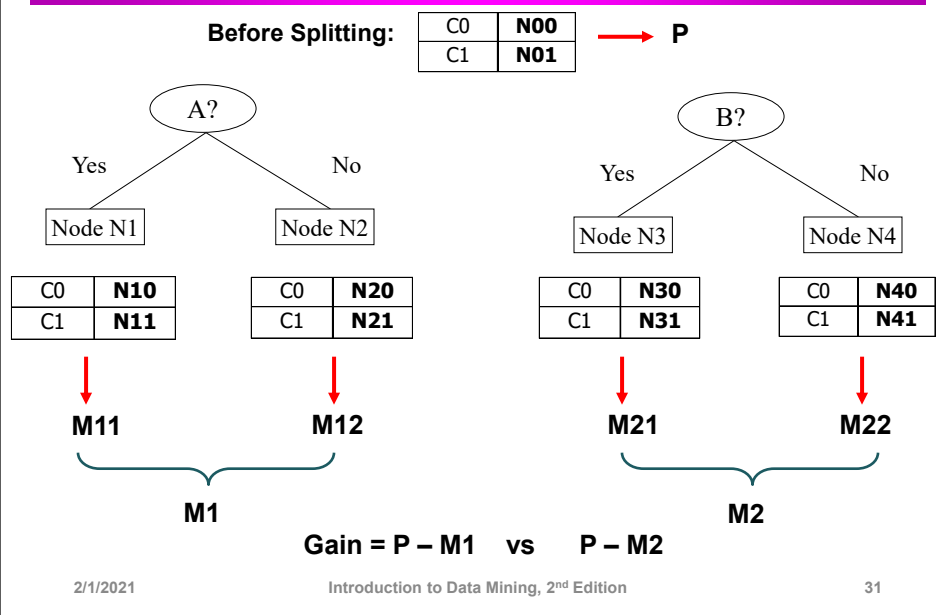 Before Splitting: C0 N00 P
C1 N01
A? B?
Yes No Yes No
Node N1 Node N2 Node N3 Node N4
C0 N10 C0 N20 C0 N30 C0 N40
C1 N11 C1 N21 C1 N31 C1 N41
M11 M12 M21 M22
M1 M2
Gain = P – M1 vs P – M2
2/1/2021 Introduction to Data Mining, 2nd Edition 31